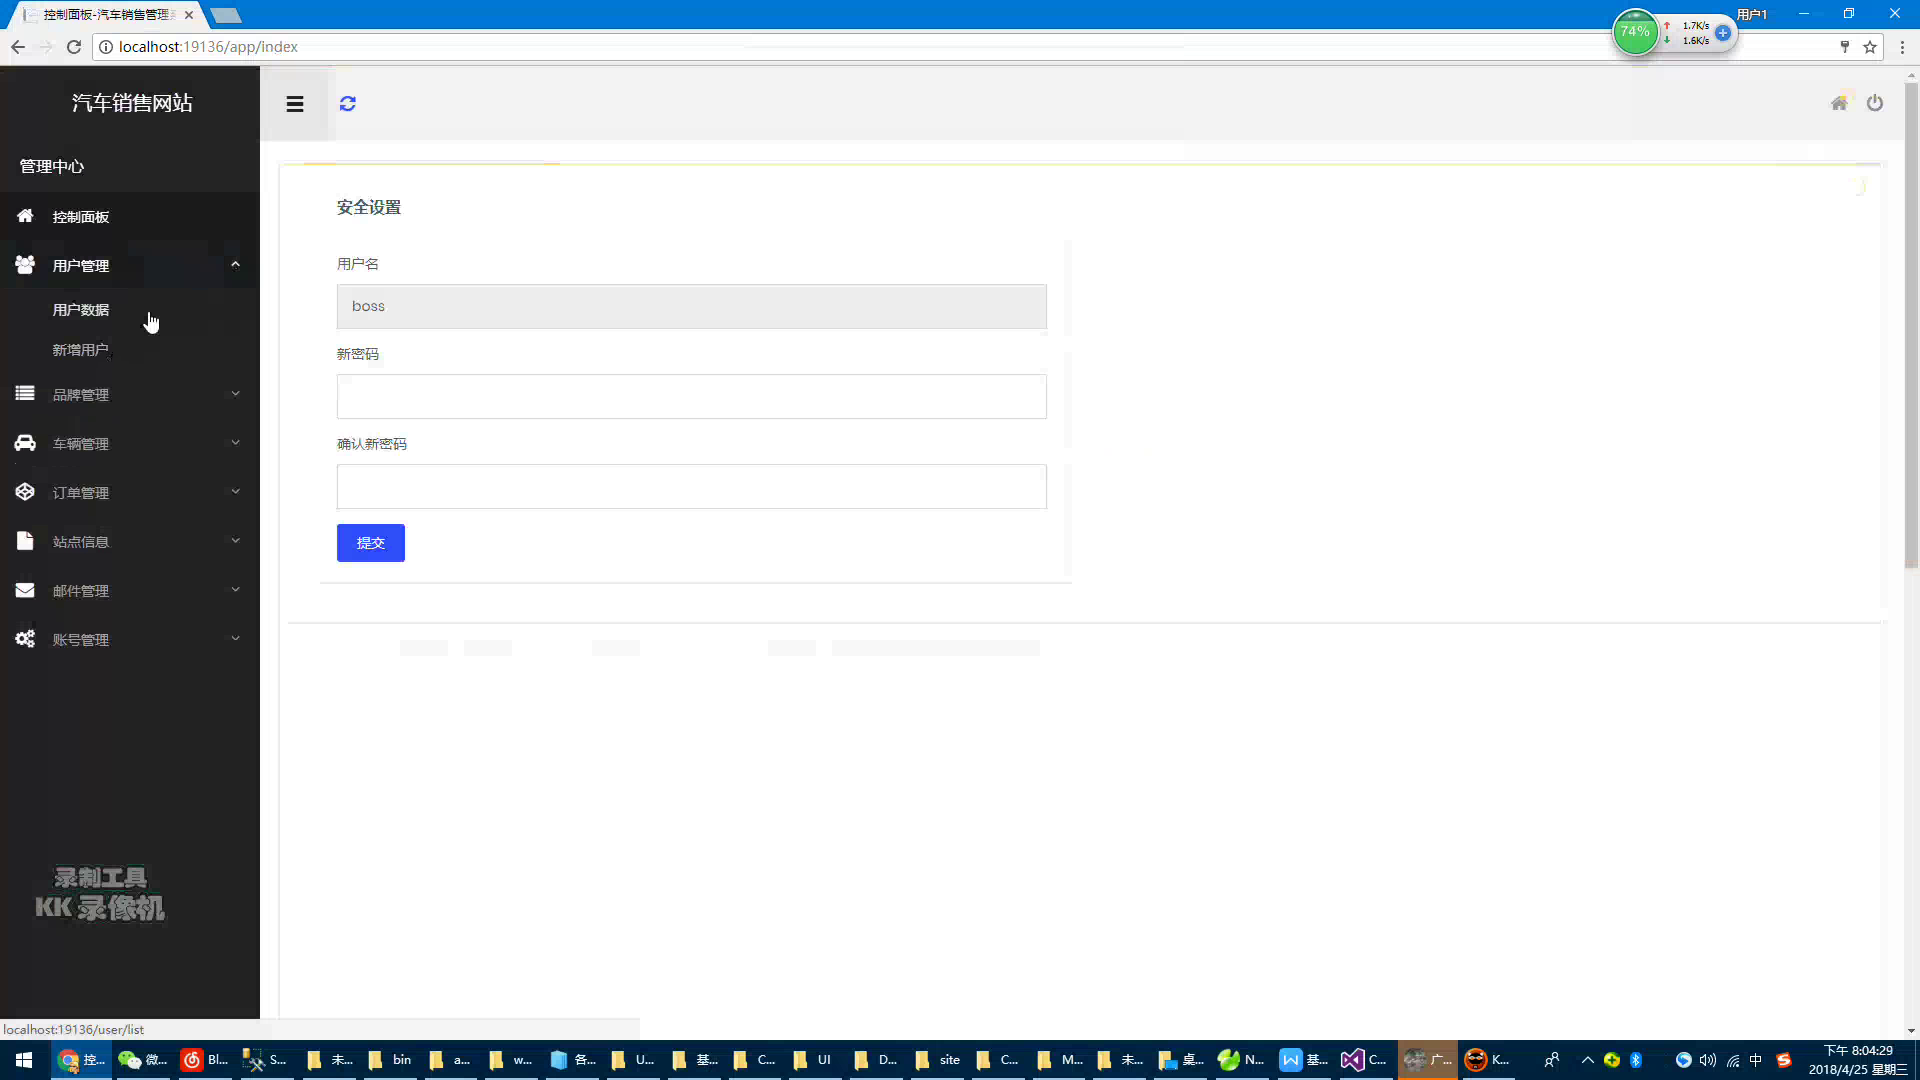 控制面板-汽车销售管理
用户1
localhost:19136/app/index
74%
1.7K/s
1.6K/s
汽车销售网站
管理中心
控制面板
用户管理
用户数据
新增用户
品牌管理
车辆管理
订单管理
站点信息
邮件管理
账号管理
安全设置
用户名
boss
新密码
确认新密码
提交
录制工具
KK 录像机
localhost:19136/user/list
控...
微...
Bl...
S...
未...
bin
a...
w...
各...
U...
基...
C...
UI
D...
site
C...
M...
未...
桌...
N...
基...
C...
广...
K...
中
下午 8:04:29
2018/4/25 星期三